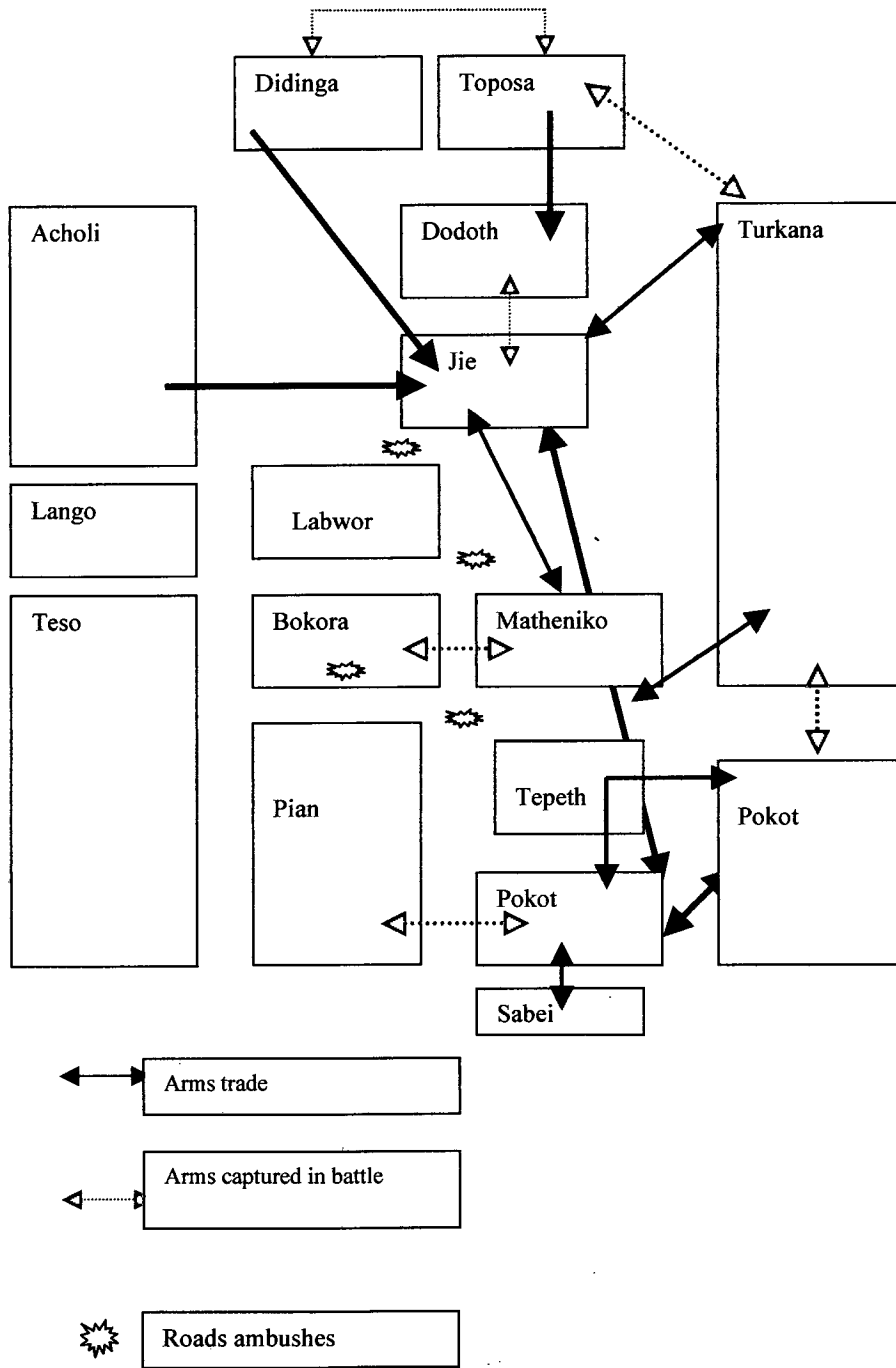 Didinga
Toposa
Acholi
Dodoth
Turkana
Jie
Lango
Labwor
Teso
Bokora
Matheniko
Pian
Tepeth
Pokot
Pokot
Sabei
Arms trade
Arms captured in battle
Roads ambushes